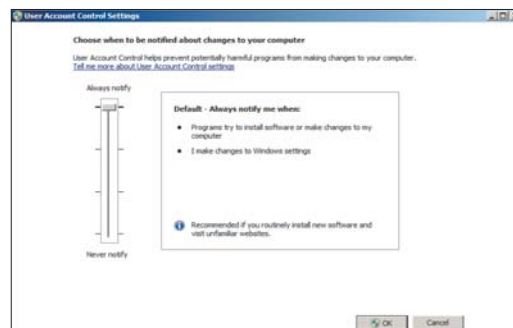 User Account Control Settings
Choose when to be notified about changes to your computer
User Account Control helps prevent potentially harmful programs from making changes to your computer.
Tell me more about User Account Control settings
Always notify
Default - Always notify me when:
Programs try to install software or make changes to my
computer
I make changes to Windows settings
Recommended if you routinely install new software and
visit unfamiliar websites.
Never notify
OK Cancel